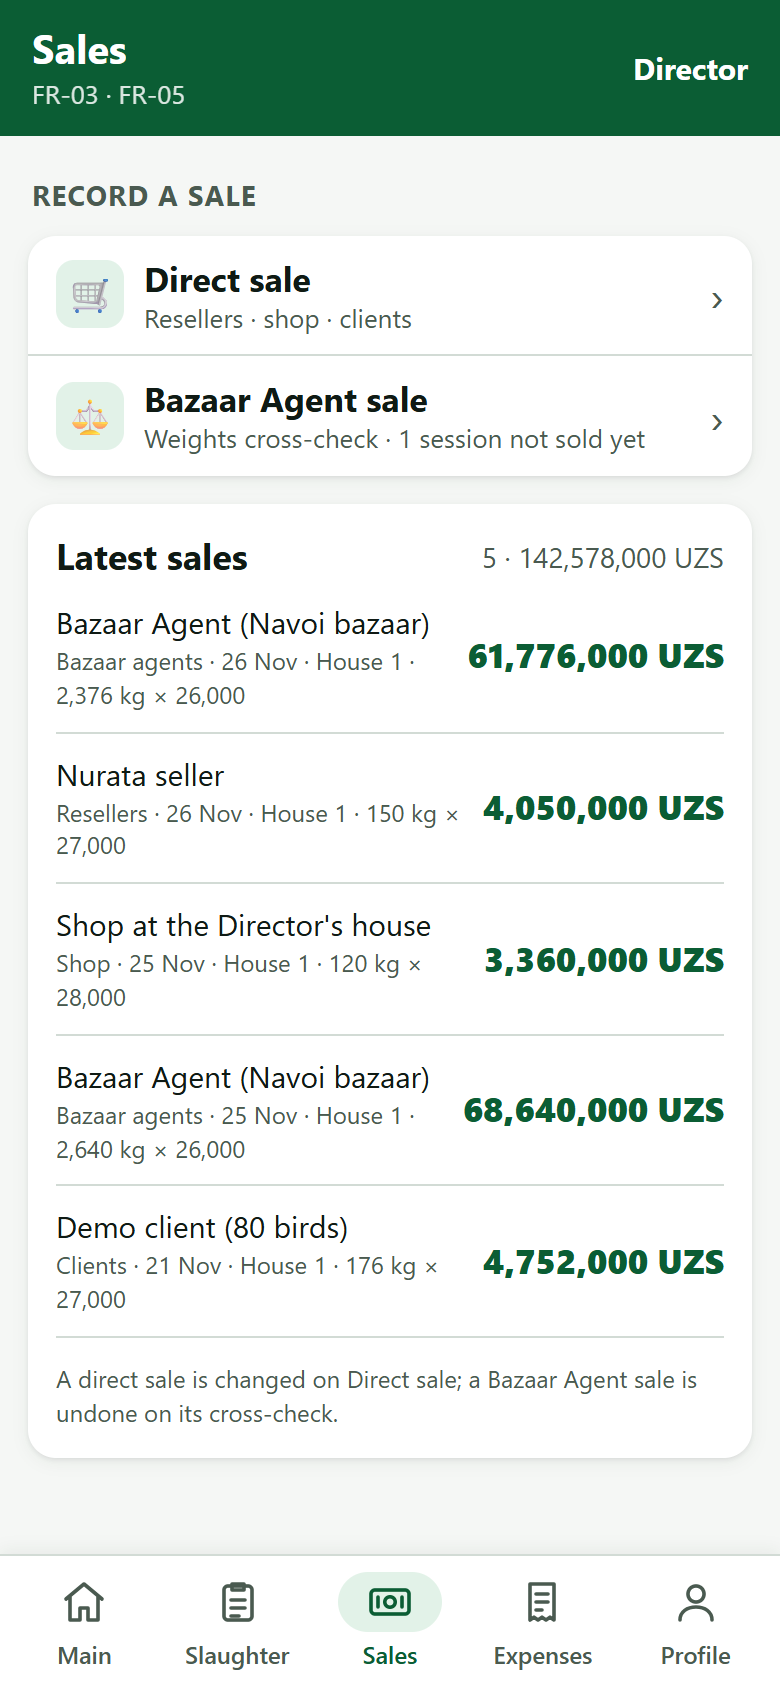 Sales
FR-03 · FR-05
Director
RECORD A SALE
Direct sale
Resellers · shop · clients
›
Bazaar Agent sale
Weights cross-check · 1 session not sold yet
›
Latest sales
5 · 142,578,000 UZS
Bazaar Agent (Navoi bazaar)
Bazaar agents · 26 Nov · House 1 ·
2,376 kg × 26,000
61,776,000 UZS
Nurata seller
Resellers · 26 Nov · House 1 · 150 kg ×
27,000
4,050,000 UZS
Shop at the Director's house
Shop · 25 Nov · House 1 · 120 kg ×
28,000
3,360,000 UZS
Bazaar Agent (Navoi bazaar)
Bazaar agents · 25 Nov · House 1 ·
2,640 kg × 26,000
68,640,000 UZS
Demo client (80 birds)
Clients · 21 Nov · House 1 · 176 kg ×
27,000
4,752,000 UZS
A direct sale is changed on Direct sale; a Bazaar Agent sale is
undone on its cross-check.
Main
Slaughter
Sales
Expenses
Profile